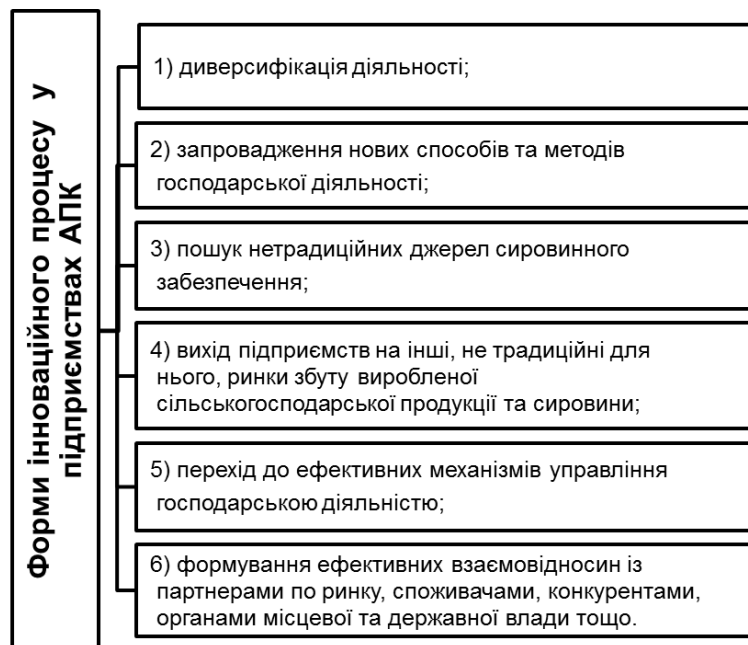 Форми інноваційного процесу у
підприємствах АПК
1) диверсифікація діяльності;
2) запровадження нових способів та методів
господарської діяльності;
3) пошук нетрадиційних джерел сировинного
забезпечення;
4) вихід підприємств на інші, не традиційні для
нього, ринки збуту виробленої
сільськогосподарської продукції та сировини;
5) перехід до ефективних механізмів управління
господарською діяльністю;
6) формування ефективних взаємовідносин із
партнерами по ринку, споживачами, конкурентами,
органами місцевої та державної влади тощо.